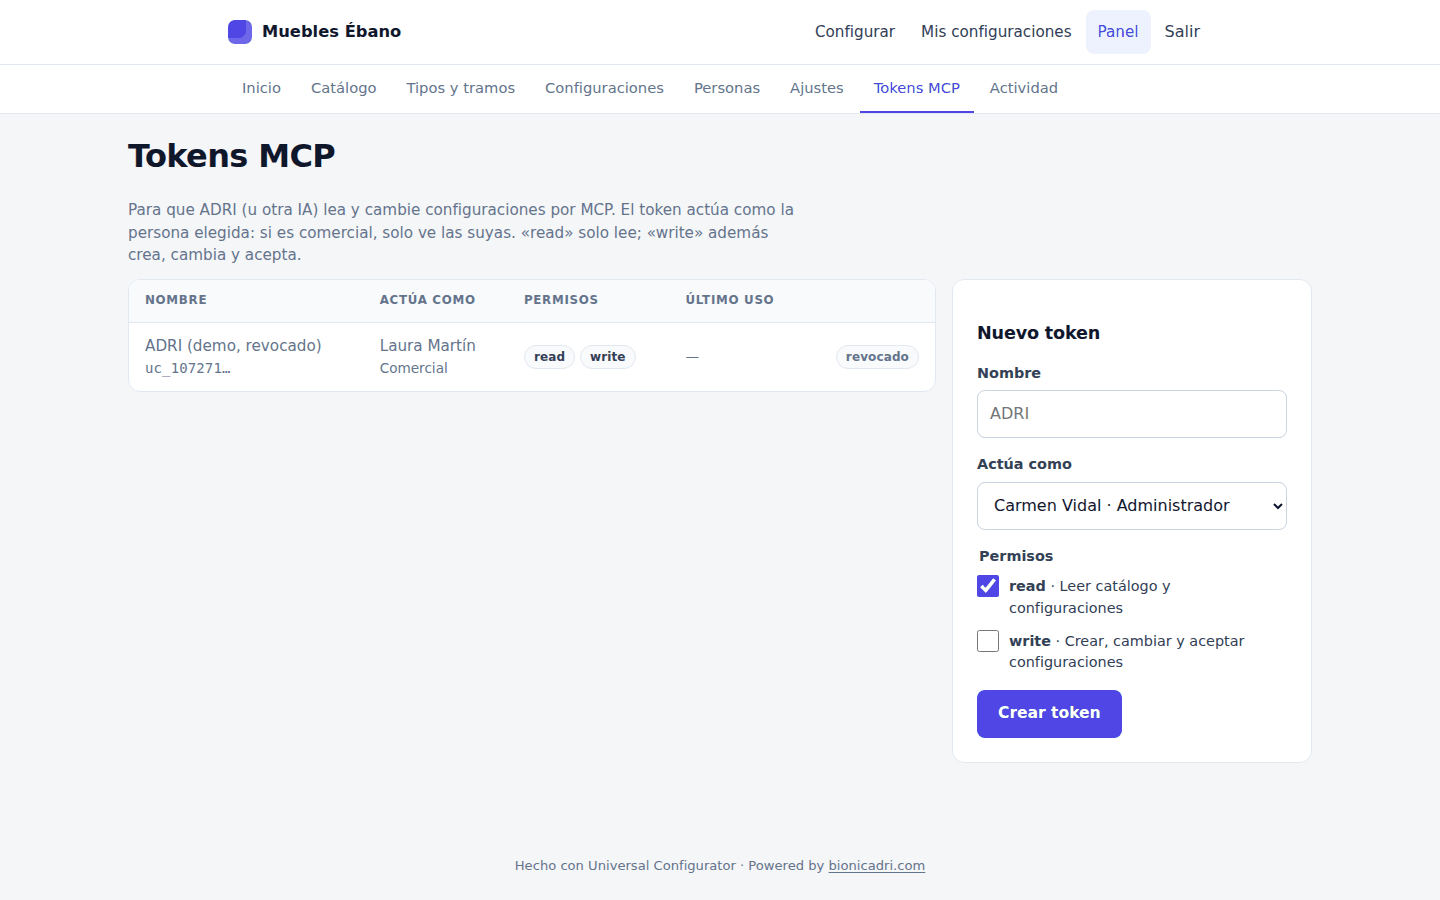 Muebles Ébano
Configurar
Mis configuraciones
Panel
Salir
Inicio
Catálogo
Tipos y tramos
Configuraciones
Personas
Ajustes
Tokens MCP
Actividad
Tokens MCP
Para que ADRI (u otra IA) lea y cambie configuraciones por MCP. El token actúa como la
persona elegida: si es comercial, solo ve las suyas. «read» solo lee; «write» además
crea, cambia y acepta.
NOMBRE
ACTÚA COMO
PERMISOS
ÚLTIMO USO
ADRI (demo, revocado)
uc_107271…
Laura Martín
Comercial
read
write
—
revocado
Nuevo token
Nombre
ADRI
Actúa como
Carmen Vidal · Administrador
Permisos
read · Leer catálogo y
configuraciones
write · Crear, cambiar y aceptar
configuraciones
Crear token
Hecho con Universal Configurator · Powered by bionicadri.com